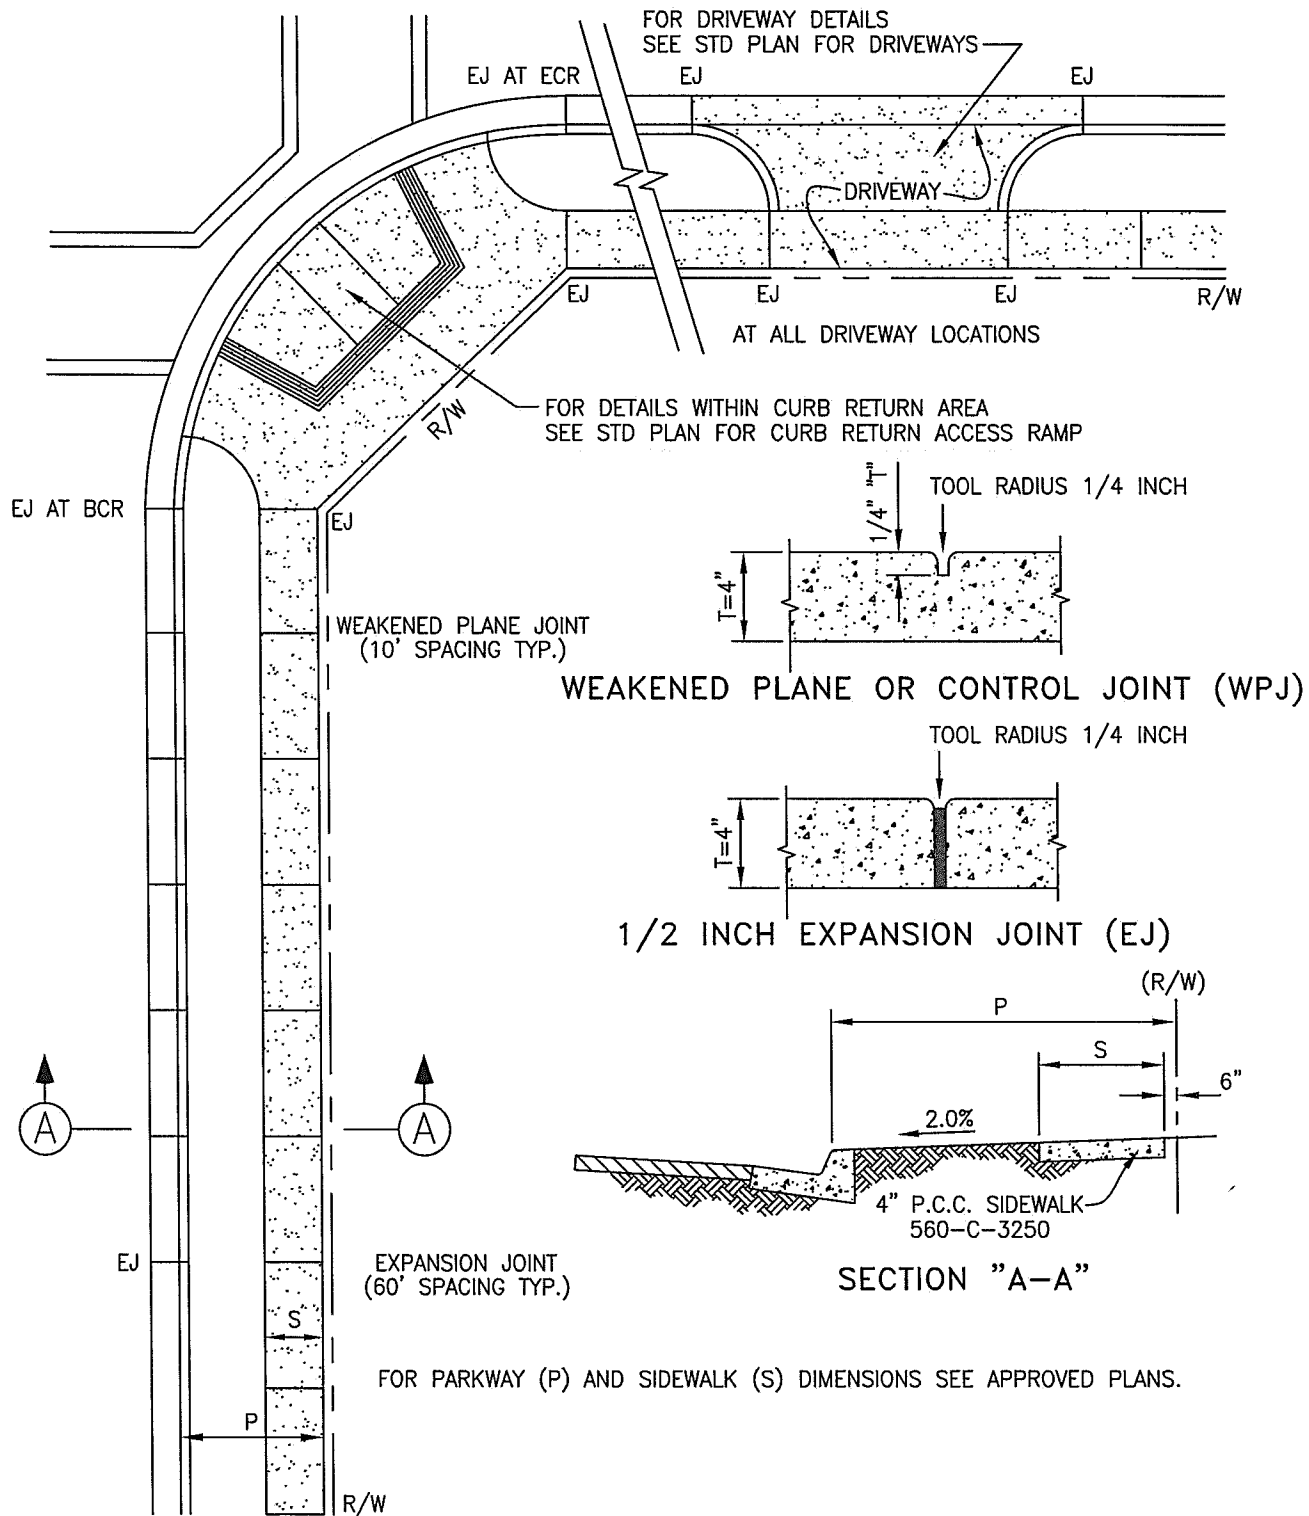 FOR DRIVEWAY DETAILS
SEE STD PLAN FOR DRIVEWAYS
EJ AT ECR
EJ
EJ
DRIVEWAY
EJ
EJ
EJ
R/W
AT ALL DRIVEWAY LOCATIONS
R/W
FOR DETAILS WITHIN CURB RETURN AREA
SEE STD PLAN FOR CURB RETURN ACCESS RAMP
EJ AT BCR
EJ
1/4" "T"
TOOL RADIUS 1/4 INCH
T=4"
WEAKENED PLANE JOINT
(10' SPACING TYP.)
WEAKENED PLANE OR CONTROL JOINT (WPJ)
TOOL RADIUS 1/4 INCH
T=4"
1/2 INCH EXPANSION JOINT (EJ)
(R/W)
P
S
6"
2.0%
A
A
4" P.C.C. SIDEWALK
560-C-3250
SECTION "A-A"
EJ
EXPANSION JOINT
(60' SPACING TYP.)
S
FOR PARKWAY (P) AND SIDEWALK (S) DIMENSIONS SEE APPROVED PLANS.
P
R/W